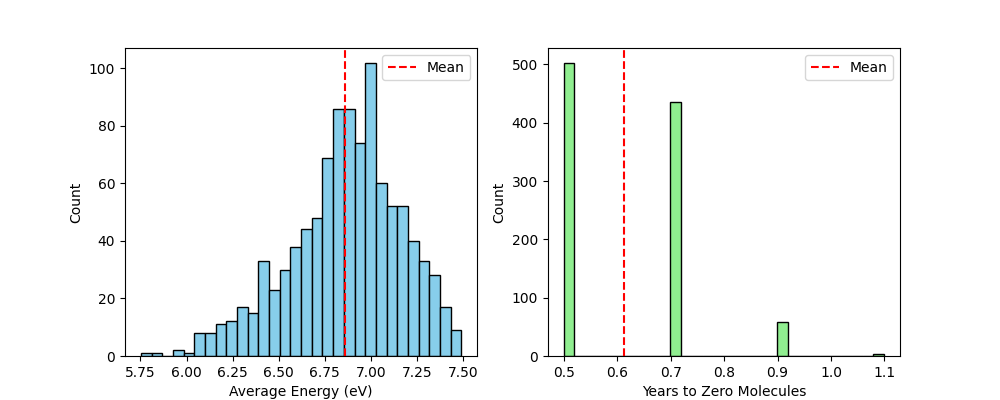 100
80
60
40
20
0
Count
5.75 6.00 6.25 6.50 6.75 7.00 7.25 7.50
Average Energy (eV)
Mean
500
400
300
200
100
0
Count
0.5 0.6 0.7 0.8 0.9 1.0 1.1
Years to Zero Molecules
Mean